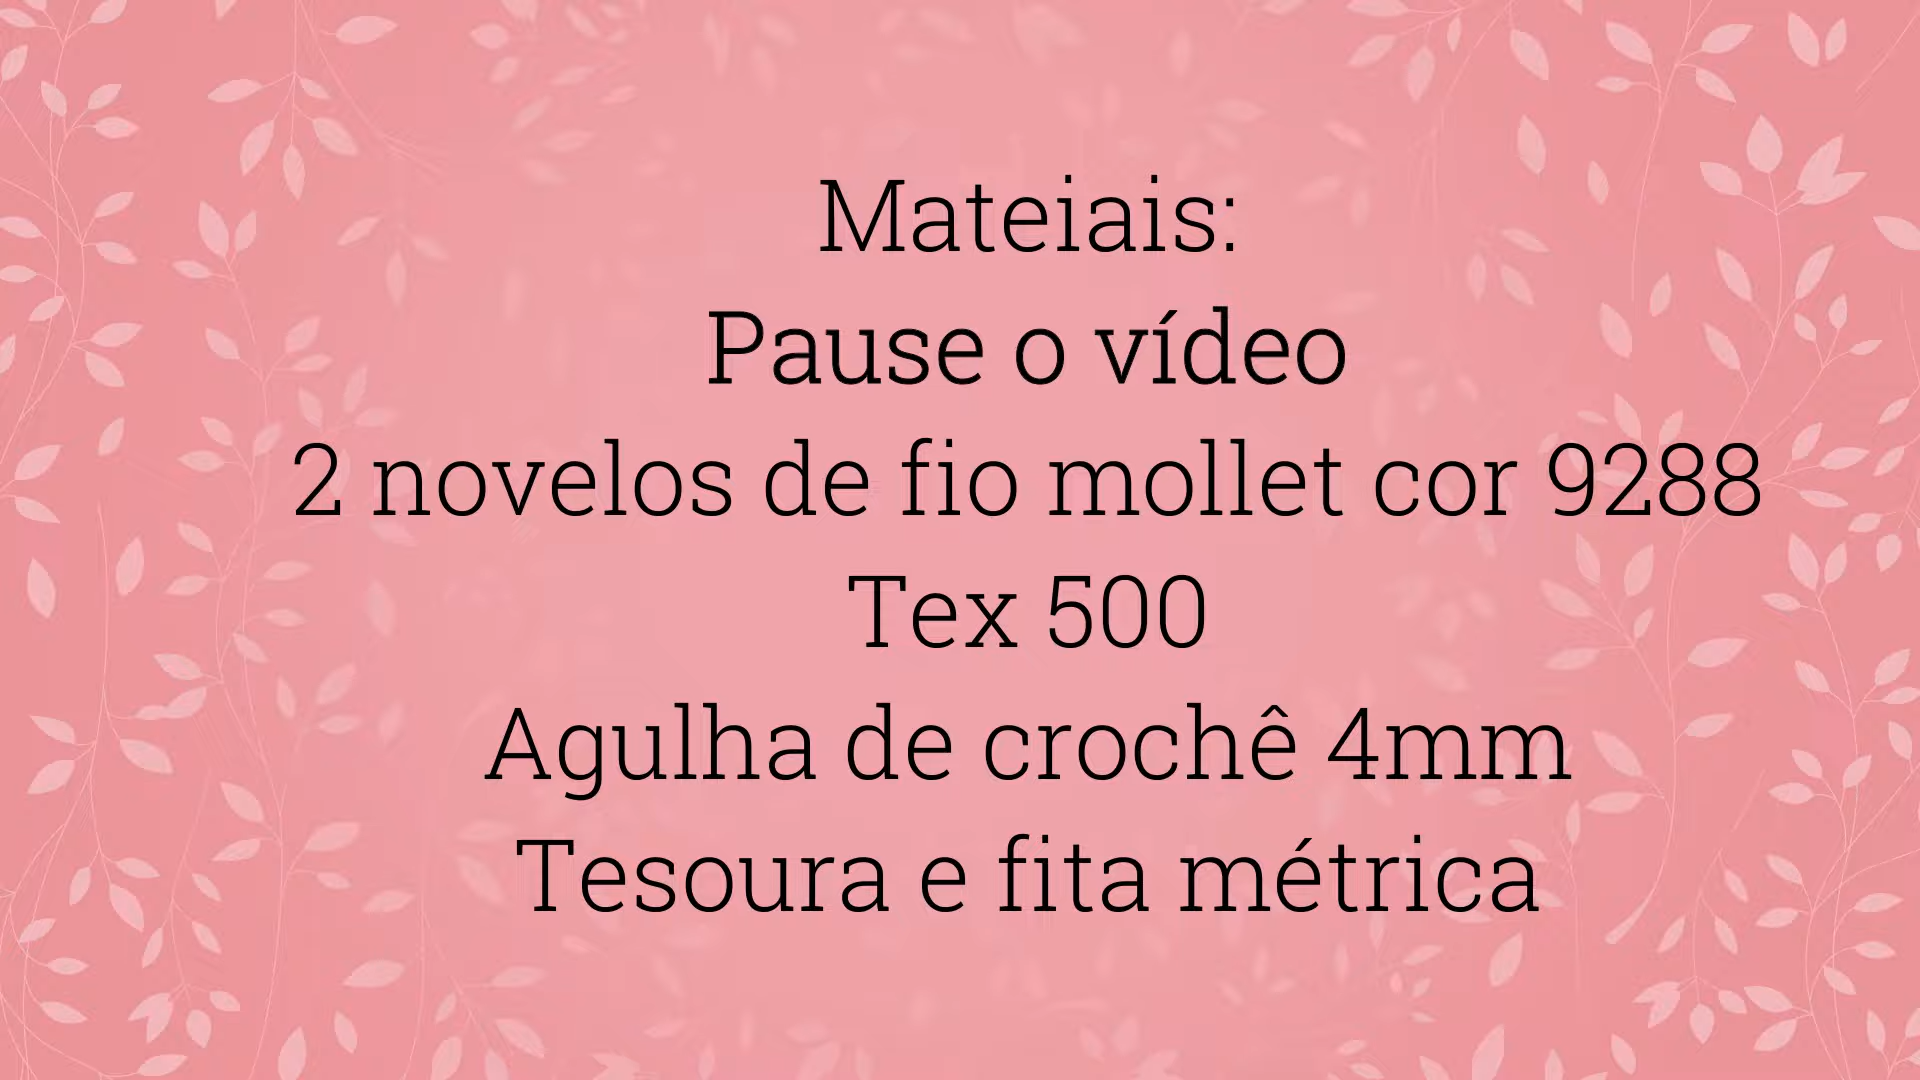 Mateiais:
Pause o vídeo
2 novelos de fio mollet cor 9288
Tex 500
Agulha de crochê 4mm
Tesoura e fita métrica